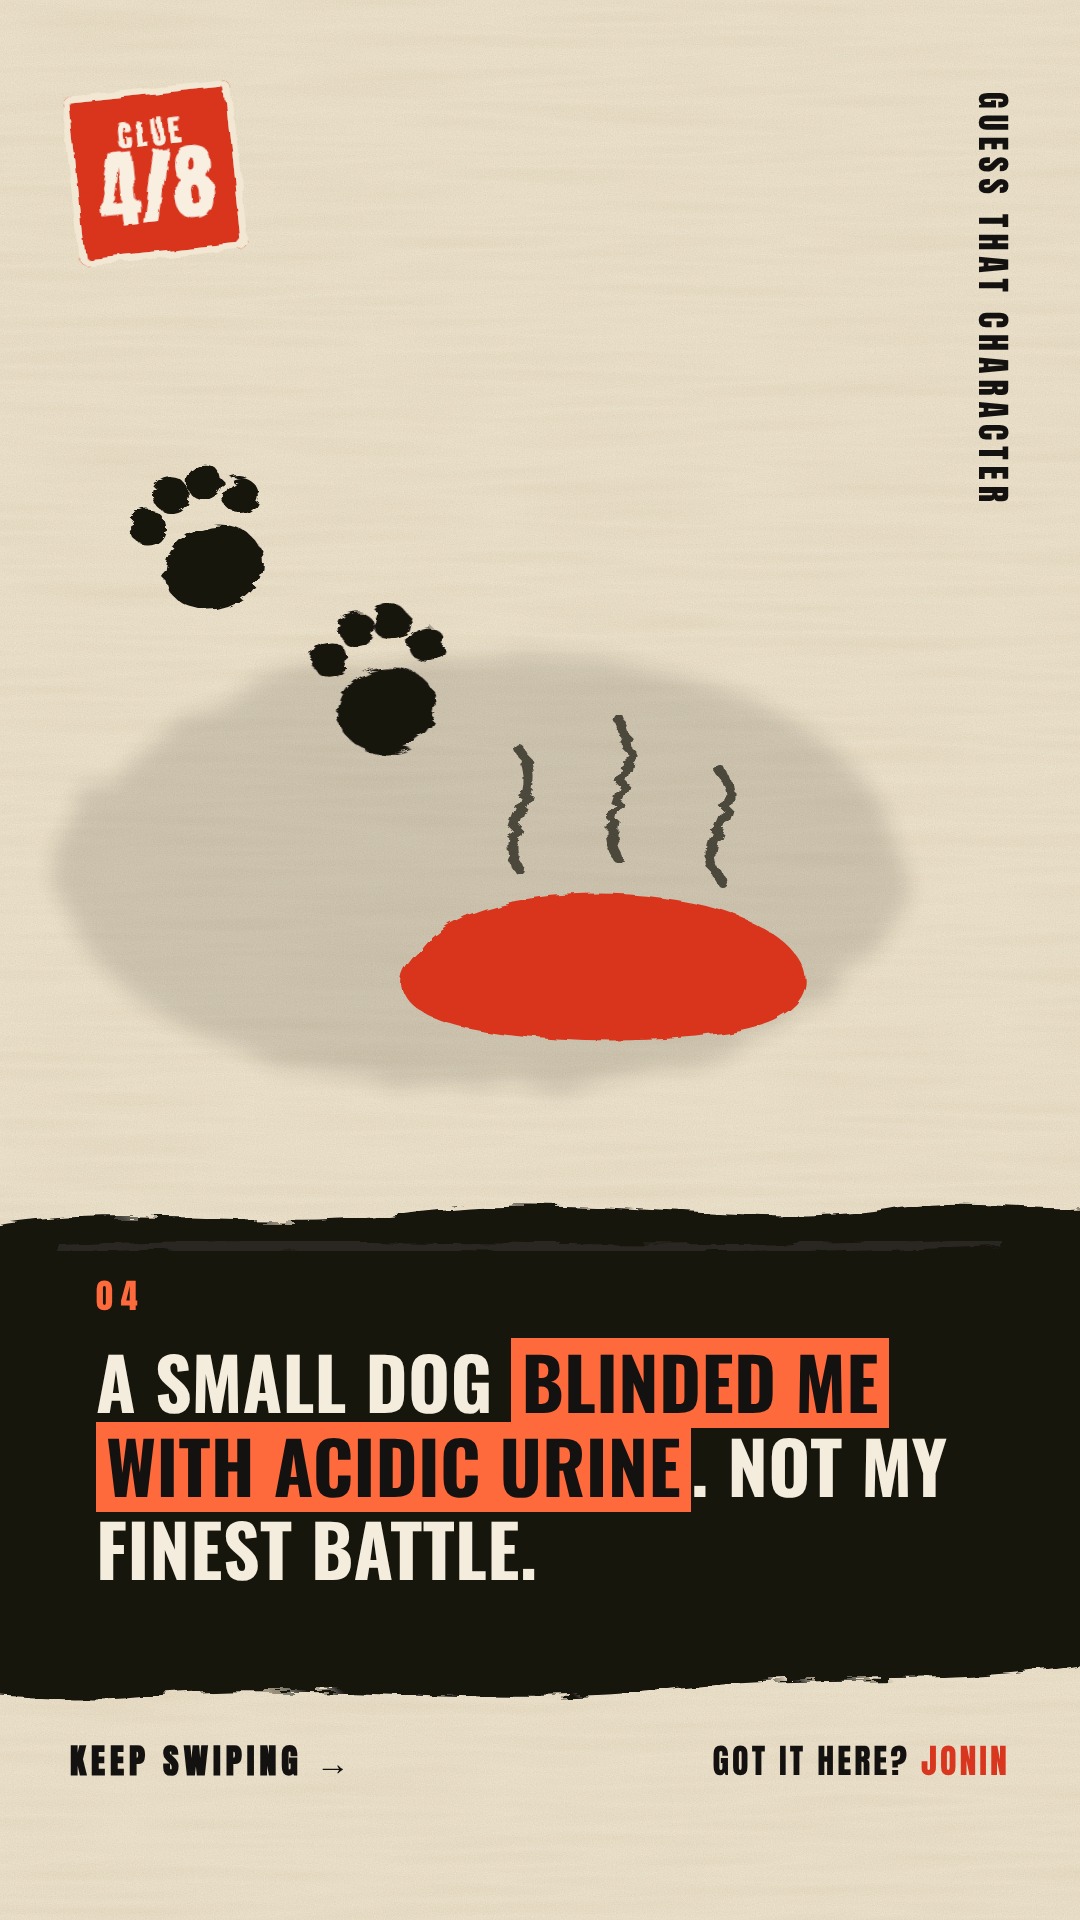 CLUE
4/8
GUESS THAT CHARACTER
04
A SMALL DOG BLINDED ME
WITH ACIDIC URINE. NOT MY
FINEST BATTLE.
KEEP SWIPING →
GOT IT HERE? JONIN